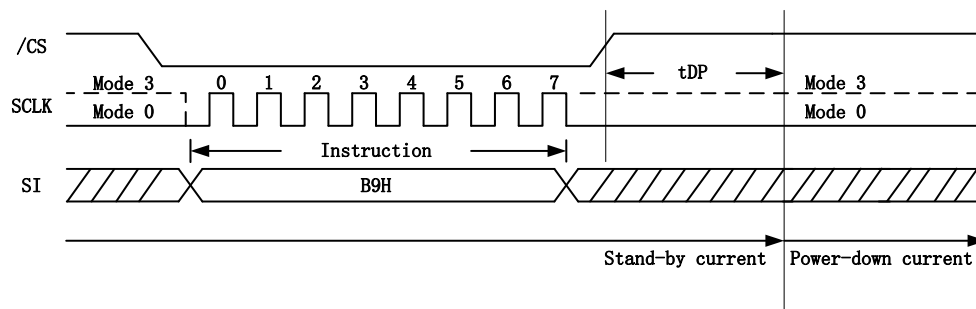 /CS
tDP
Mode 3 0 1 2 3 4 5 6 7 Mode 3
SCLK
Mode 0 Mode 0
Instruction
SI B9H
Stand-by current Power-down current